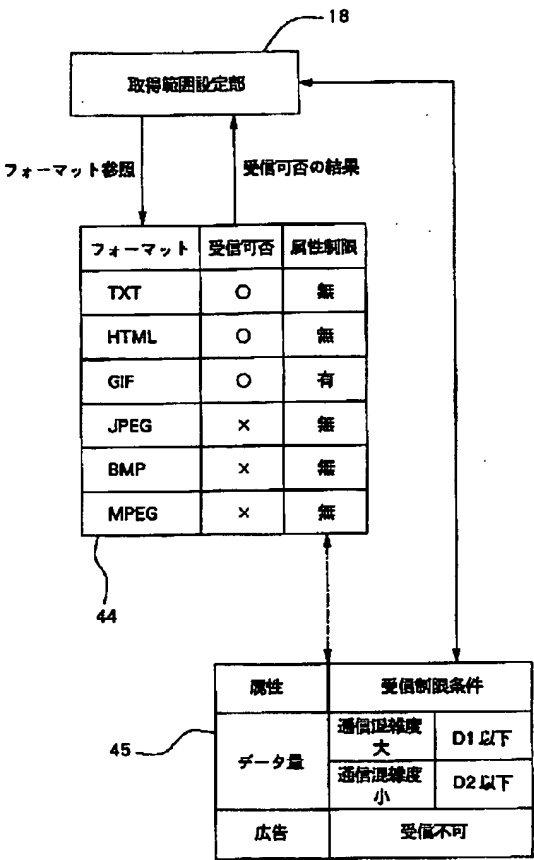 18
取得範囲設定部
フォーマット参照 受信可否の結果
フォーマット 受信可否 属性制限
TXT ○ 無
HTML ○ 無
GIF ○ 有
JPEG × 無
BMP × 無
MPEG × 無
44
属性 受信制限条件
45
データ量
通信混雑度
大
D1以下
通信混雑度
小
D2以下
広告 受信不可